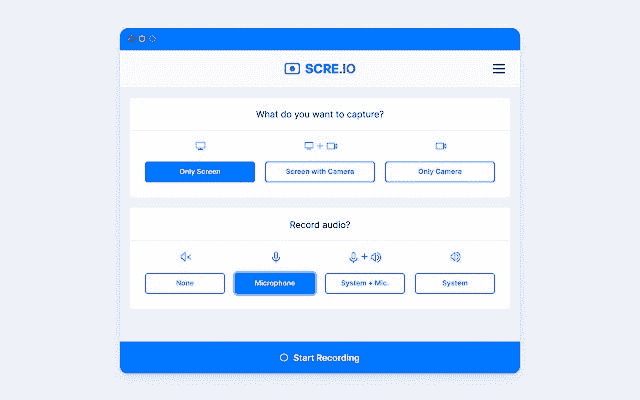 SCRE.IO
What do you want to capture?
Only Screen
Screen with Camera
Only Camera
Record audio?
None
Microphone
System + Mic.
System
Start Recording